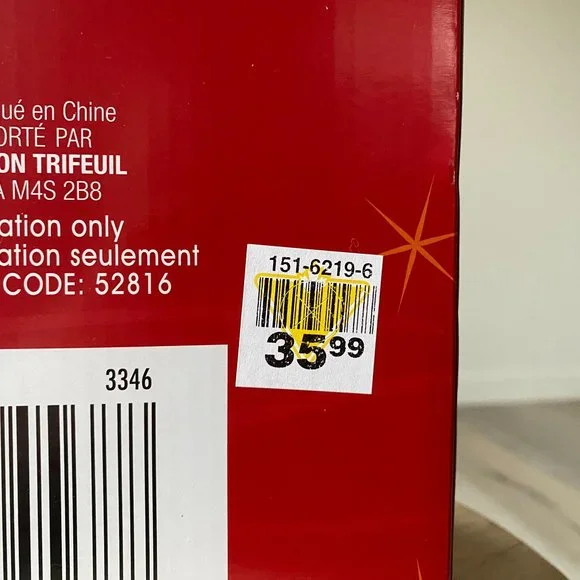 qué en Chine
ORTÉ PAR
ON TRIFEUIL
A M4S 2B8
ation only
ation seulement
CODE: 52816
151-6219-6
35.99
3346